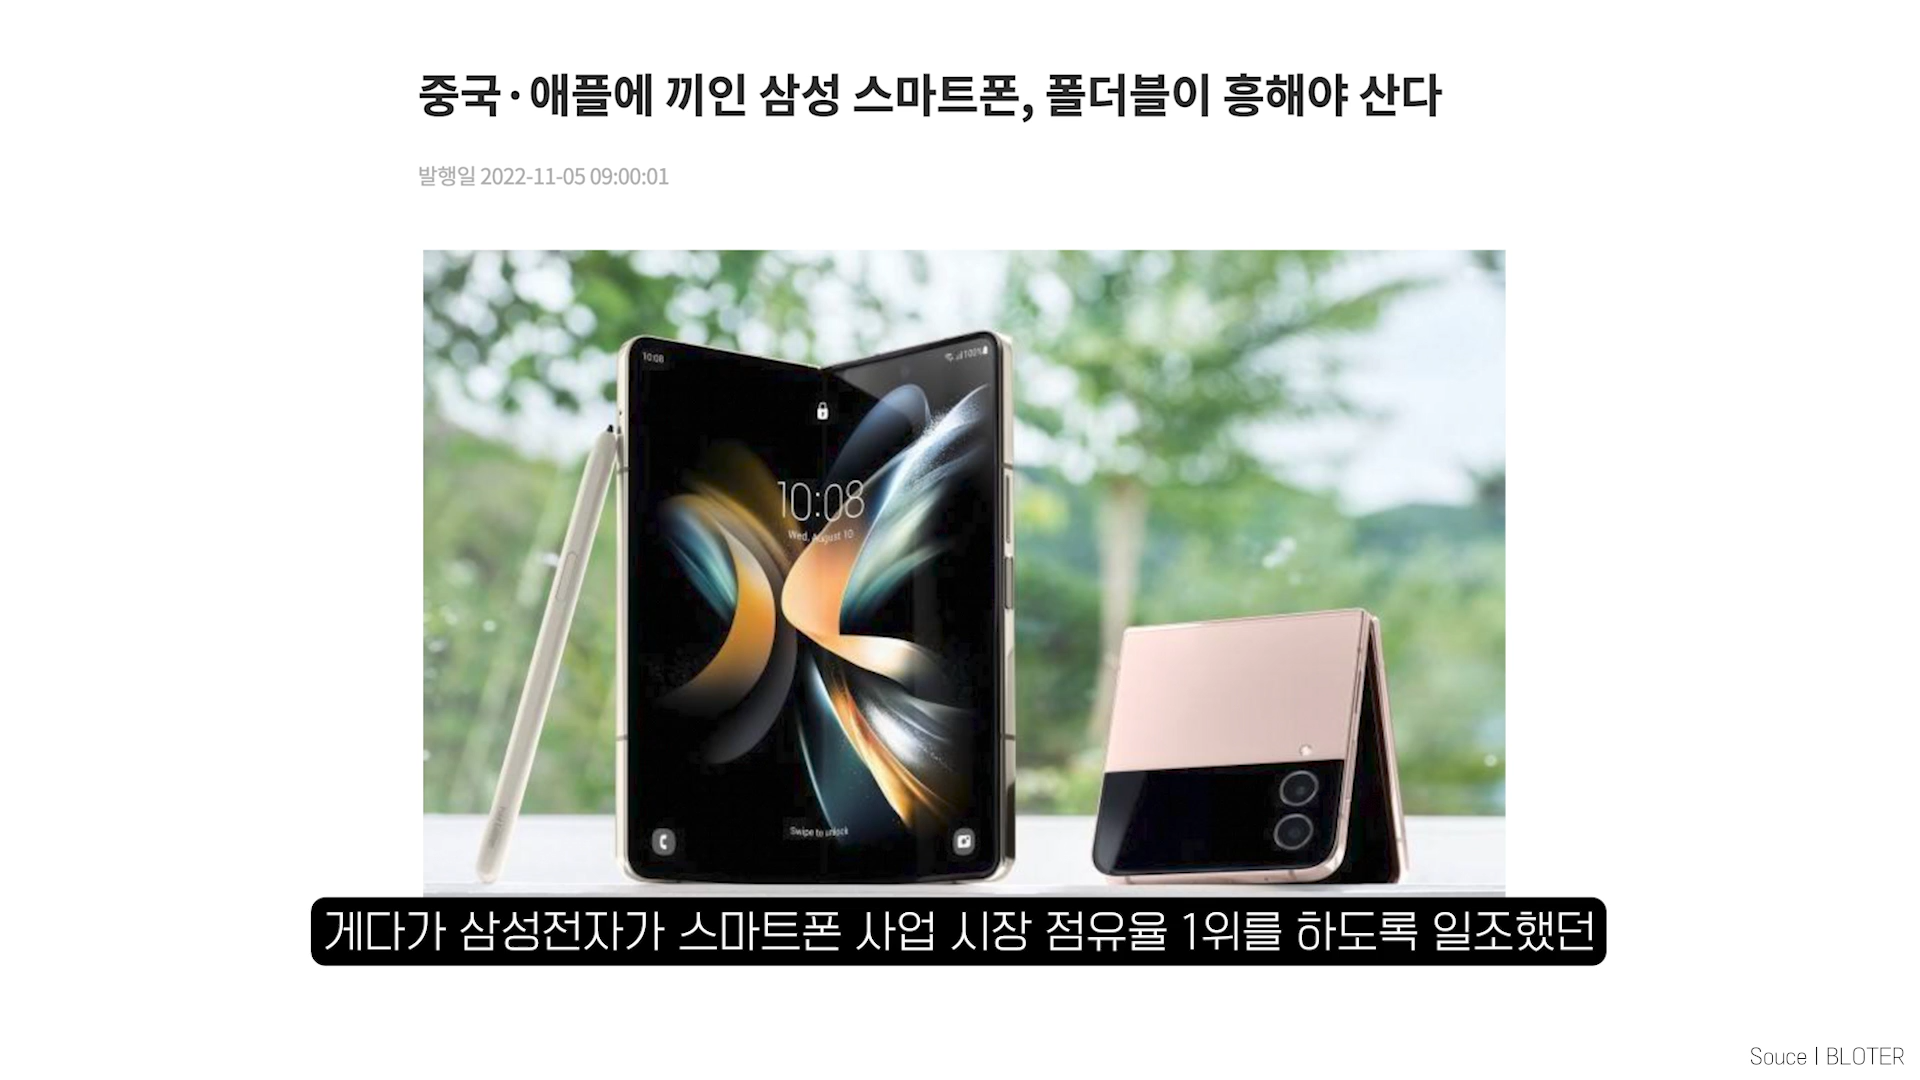 중국·애플에 끼인 삼성 스마트폰, 폴더블이 흥해야 산다
발행일 2022-11-05 09:00:01
10:08
100%
10:08
Wed, August 10
Swipe to unlock
게다가 삼성전자가 스마트폰 사업 시장 점유율 1위를 하도록 일조했던
Souce | BLOTER